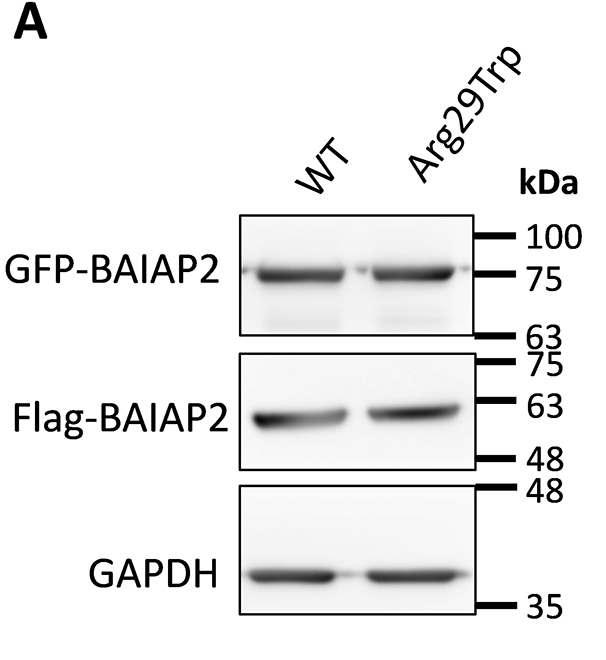 A
WT
Arg29Trp
kDa
GFP-BAIAP2
100
75
63
Flag-BAIAP2
75
63
48
GAPDH
48
35